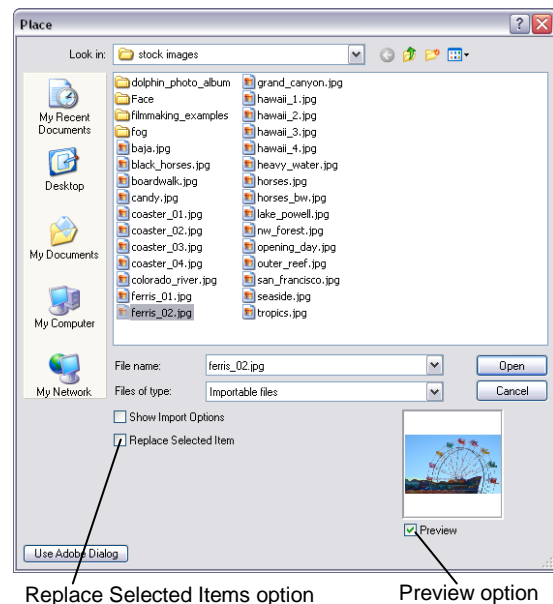 Place
Look in:
stock images
My Recent
Documents
Desktop
My Documents
My Computer
My Network
dolphin_photo_album
Face
filmmaking_examples
fog
baja.jpg
black_horses.jpg
boardwalk.jpg
candy.jpg
coaster_01.jpg
coaster_02.jpg
coaster_03.jpg
coaster_04.jpg
colorado_river.jpg
ferris_01.jpg
ferris_02.jpg
grand_canyon.jpg
hawaii_1.jpg
hawaii_2.jpg
hawaii_3.jpg
hawaii_4.jpg
heavy_water.jpg
horses.jpg
horses_bw.jpg
lake_powell.jpg
nw_forest.jpg
opening_day.jpg
outer_reef.jpg
san_francisco.jpg
seaside.jpg
tropics.jpg
File name:
ferris_02.jpg
Open
Files of type:
Importable files
Cancel
Show Import Options
Replace Selected Item
Preview
Use Adobe Dialog
Replace Selected Items option
Preview option